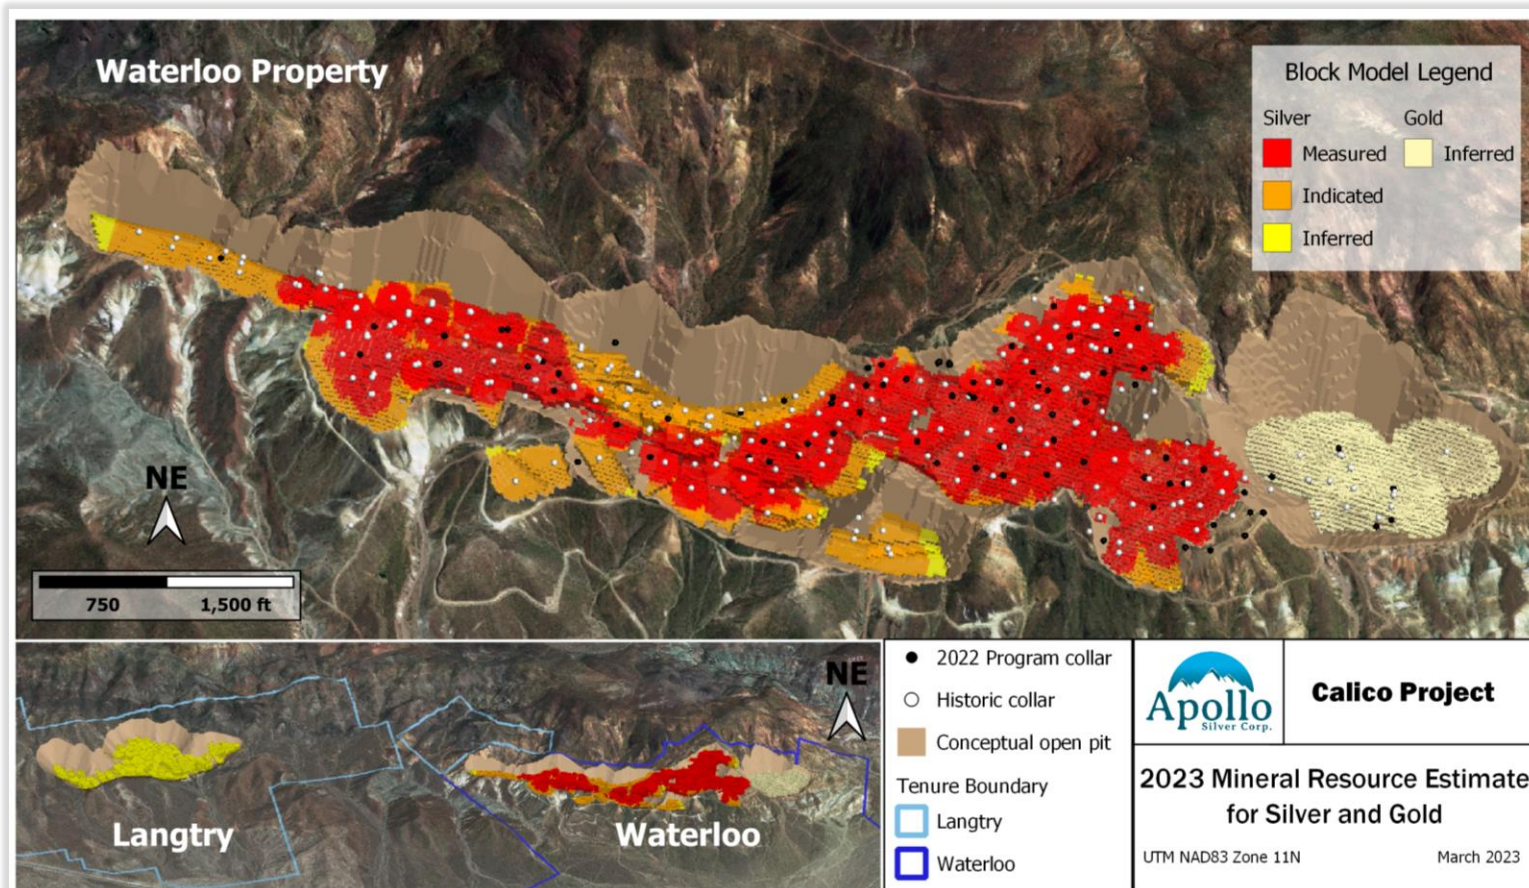 Waterloo Property
Block Model Legend
Silver Gold
Measured Inferred
Indicated
Inferred
NE
750 1,500 ft
NE
Langtry
Waterloo
2022 Program collar
Historic collar
Conceptual open pit
Tenure Boundary
Langtry
Waterloo
Apollo
Silver Corp.
Calico Project
2023 Mineral Resource Estimate
for Silver and Gold
UTM NAD83 Zone 11N March 2023